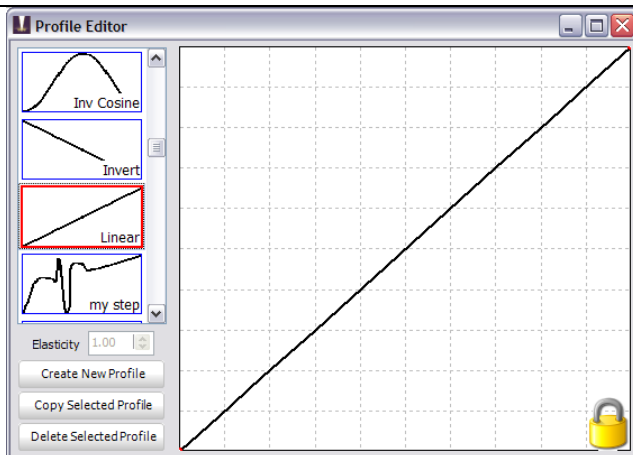 Profile Editor
Inv Cosine
Invert
Linear
my step
Elasticity 1.00
Create New Profile
Copy Selected Profile
Delete Selected Profile